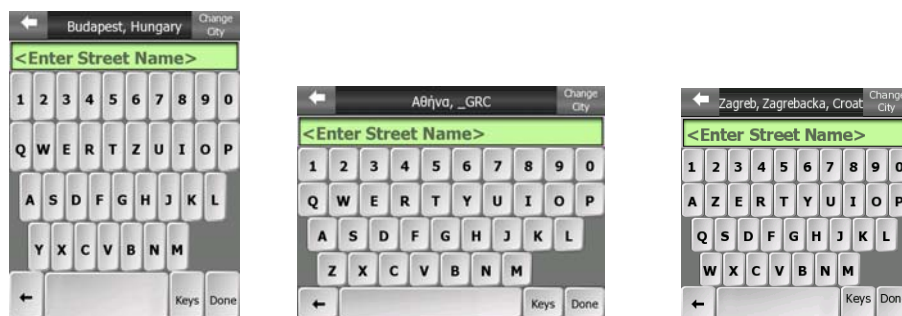 Budapest, Hungary Change City
<Enter Street Name>
1 2 3 4 5 6 7 8 9 0
Q W E R T Z U I O P
A S D F G H J K L
Y X C V B N M
Keys Done
Αθήνα, _GRC Change City
<Enter Street Name>
1 2 3 4 5 6 7 8 9 0
Q W E R T Y U I O P
A S D F G H J K L
Z X C V B N M
Keys Done
Zagreb, Zagrebacka, Croat Change City
<Enter Street Name>
1 2 3 4 5 6 7 8 9 0
A Z E R T Y U I O P
Q S D F G H J K L
W X C V B N M
Keys Don